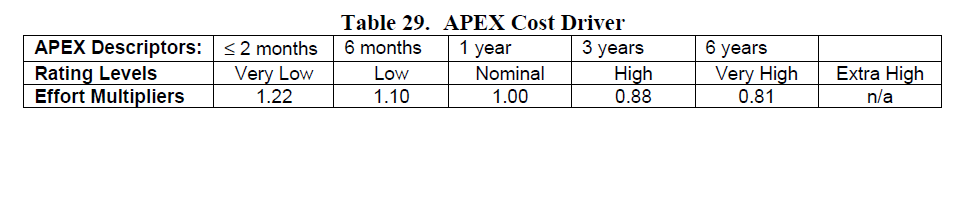 Table 29. APEX Cost Driver
APEX Descriptors: ≤ 2 months 6 months 1 year 3 years 6 years
Rating Levels Very Low Low Nominal High Very High Extra High
Effort Multipliers 1.22 1.10 1.00 0.88 0.81 n/a